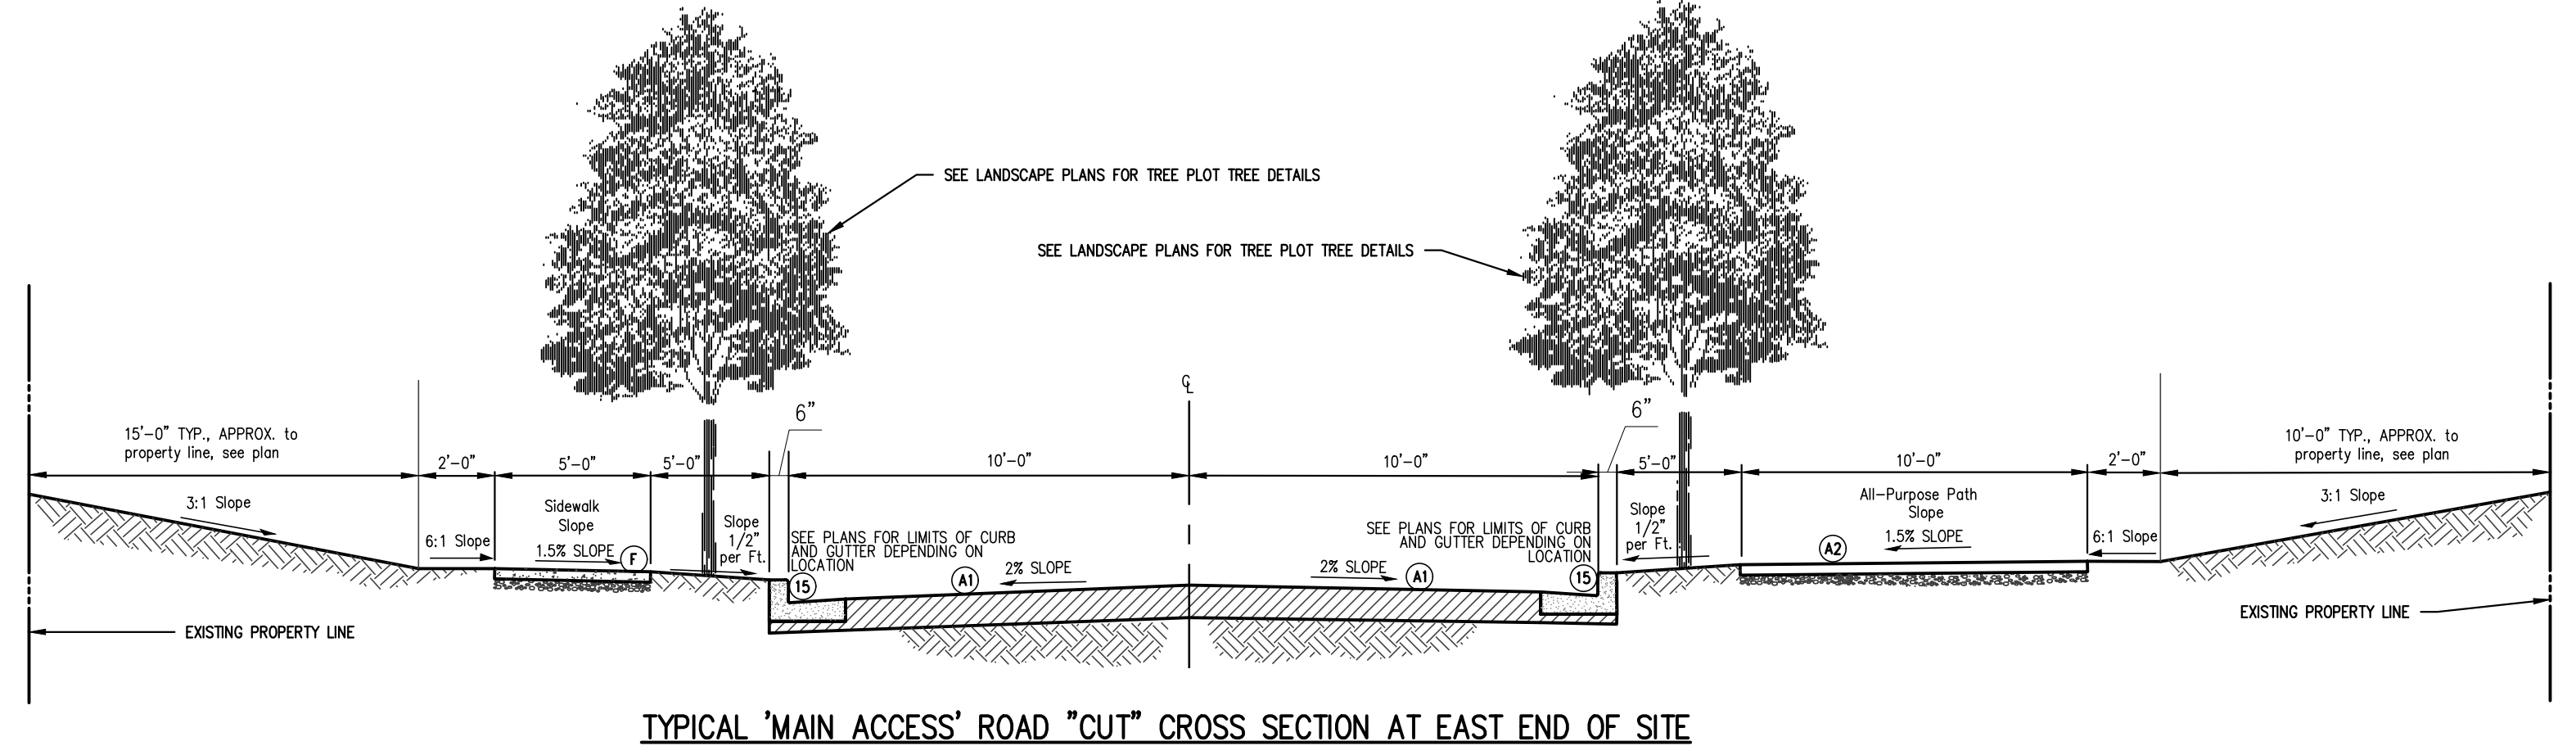 SEE LANDSCAPE PLANS FOR TREE PLOT TREE DETAILS
SEE LANDSCAPE PLANS FOR TREE PLOT TREE DETAILS
15'-0" TYP., APPROX. to
property line, see plan
2'-0"
5'-0"
5'-0"
6"
10'-0"
℄
10'-0"
6"
5'-0"
10'-0"
2'-0"
10'-0" TYP., APPROX. to
property line, see plan
3:1 Slope
6:1 Slope
Sidewalk
Slope
1.5% SLOPE
F
Slope
1/2"
per Ft.
SEE PLANS FOR LIMITS OF CURB
AND GUTTER DEPENDING ON
LOCATION
15
A1
2% SLOPE
2% SLOPE
A1
SEE PLANS FOR LIMITS OF CURB
AND GUTTER DEPENDING ON
LOCATION
15
Slope
1/2"
per Ft.
All-Purpose Path
Slope
A2
1.5% SLOPE
6:1 Slope
3:1 Slope
EXISTING PROPERTY LINE
EXISTING PROPERTY LINE
TYPICAL 'MAIN ACCESS' ROAD "CUT" CROSS SECTION AT EAST END OF SITE